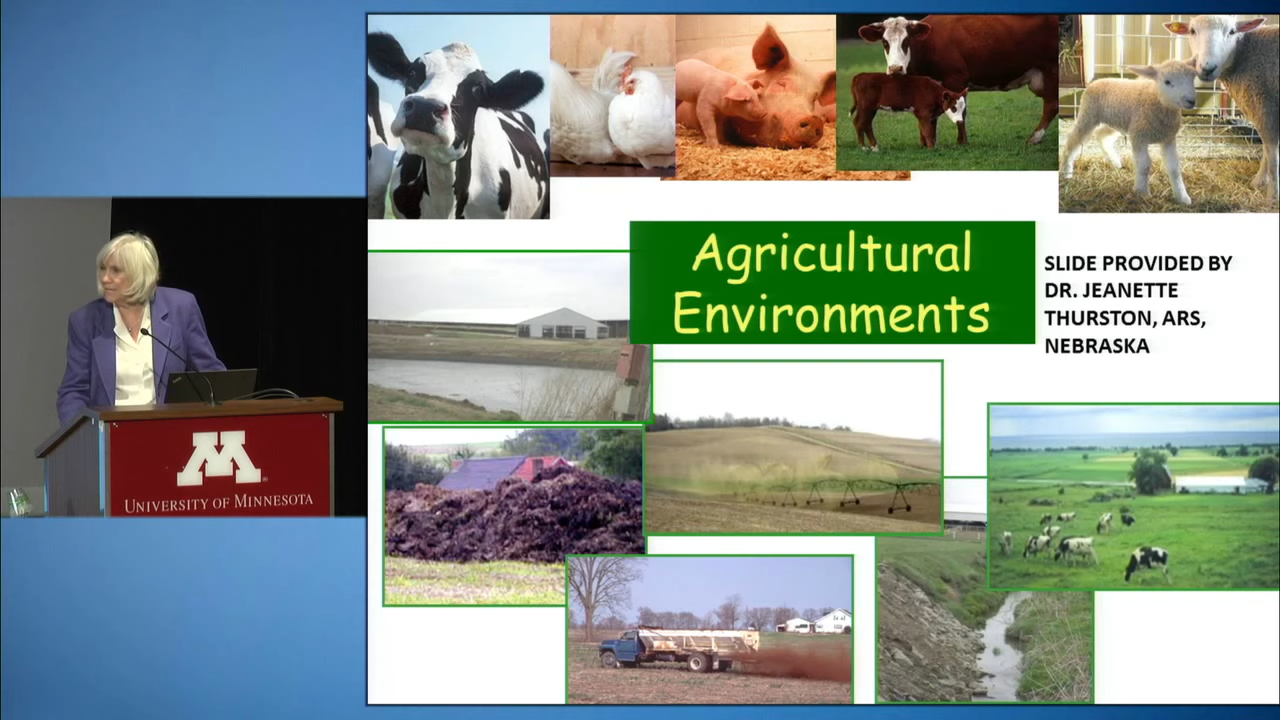 Agricultural
Environments
SLIDE PROVIDED BY
DR. JEANETTE
THURSTON, ARS,
NEBRASKA
M
UNIVERSITY OF MINNESOTA